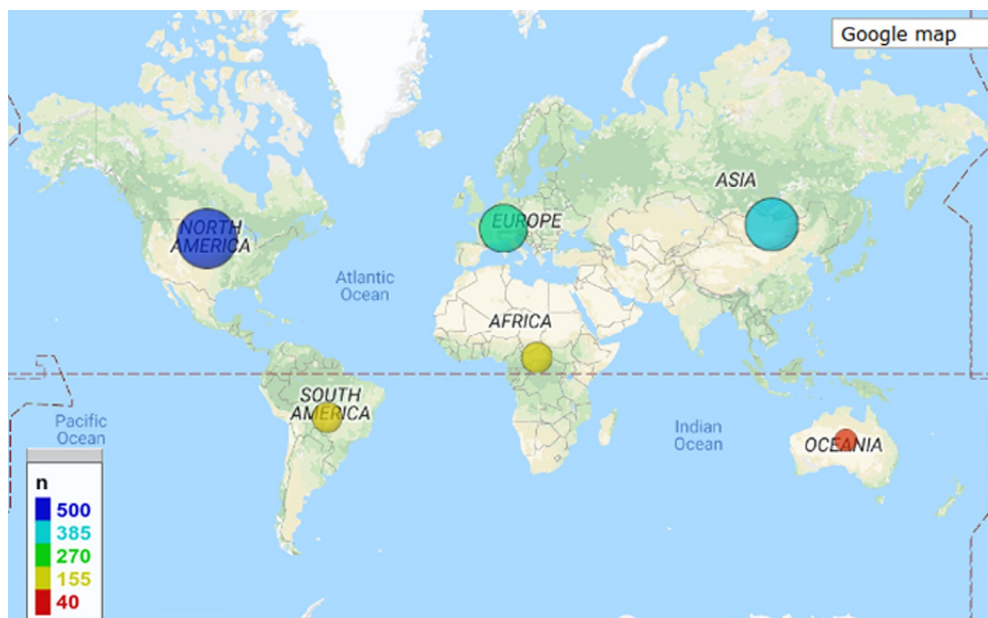 Google map
ASIA
NORTH
AMERICA
EUROPE
Atlantic
Ocean
AFRICA
SOUTH
AMERICA
Pacific
Ocean
Indian
Ocean
OCEANIA
n
500
385
270
155
40